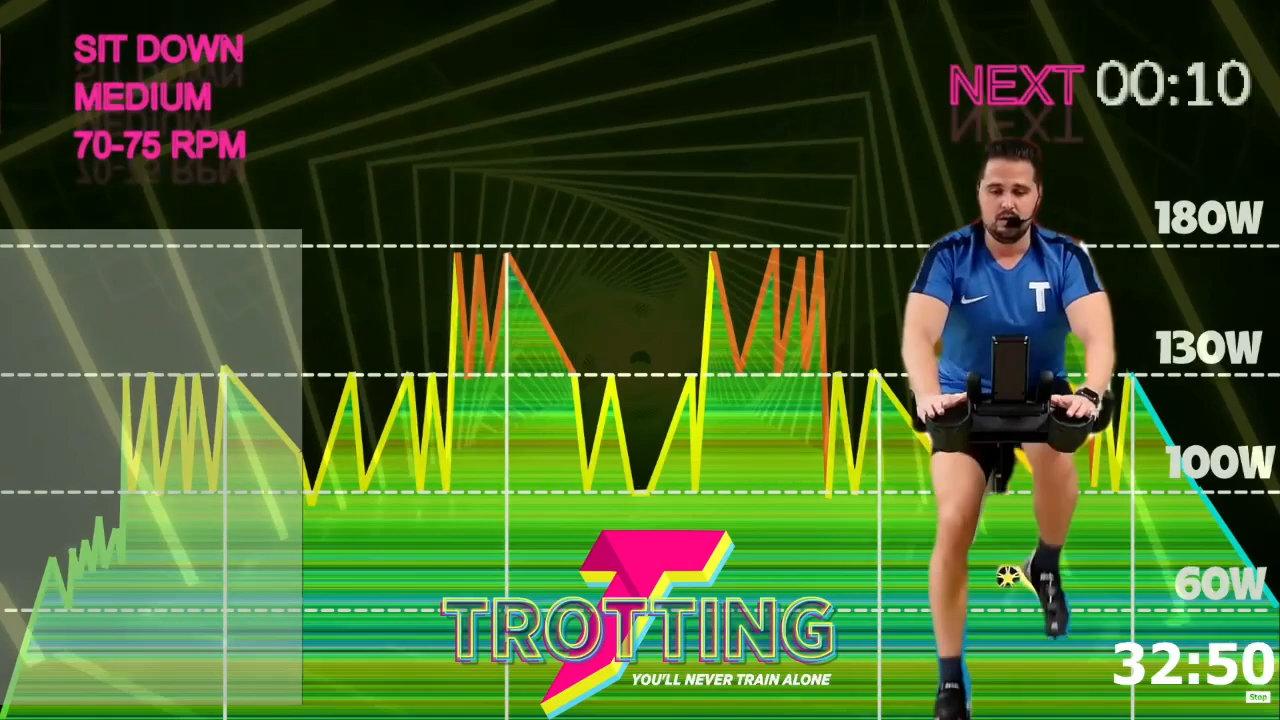 SIT DOWN
MEDIUM
70-75 RPM
NEXT 00:10
180W
T
130W
100W
60W
TROTTING
YOU'LL NEVER TRAIN ALONE
32:50
Stop